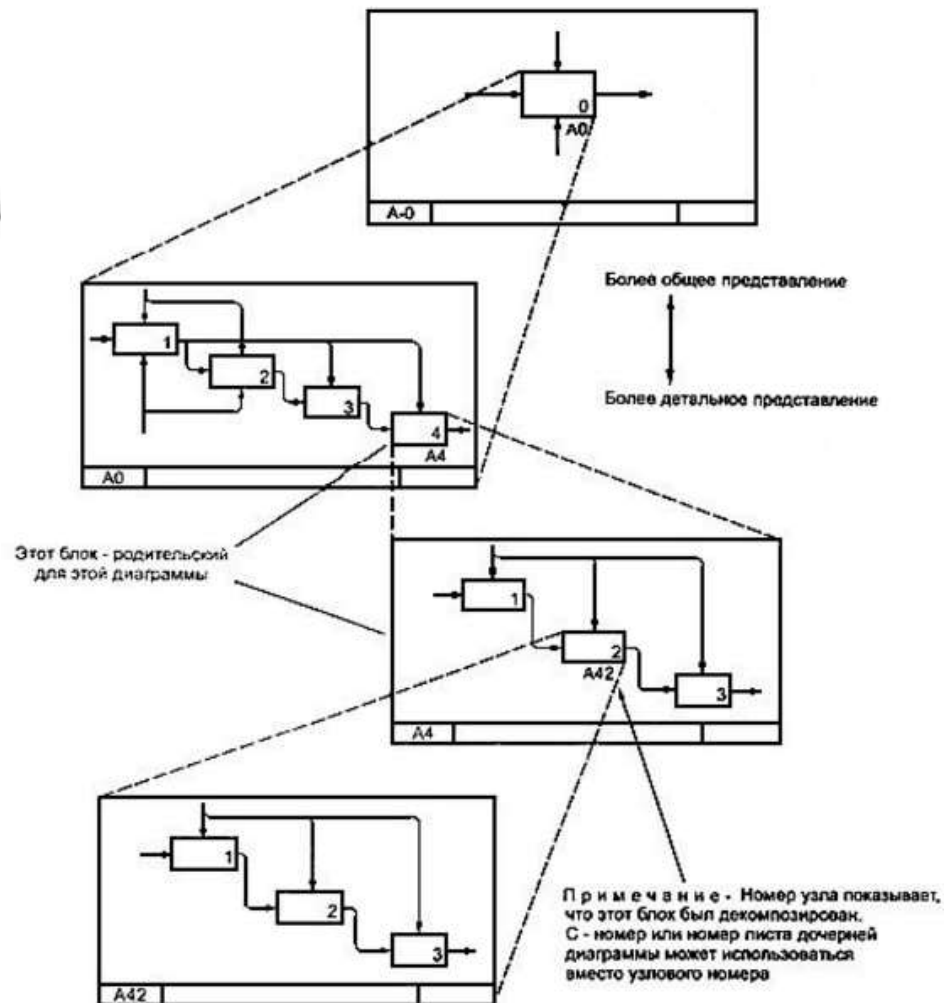 0
A0
A-0
Более общее представление
Более детальное представление
1
2
3
4
A4
A0
Этот блок - родительский
для этой диаграммы
1
2
A42
3
A4
1
2
3
A42
П р и м е ч а н и е - Номер узла показывает,
что этот блок был декомпозирован.
С - номер или номер листа дочерней
диаграммы может использоваться
вместо узлового номера